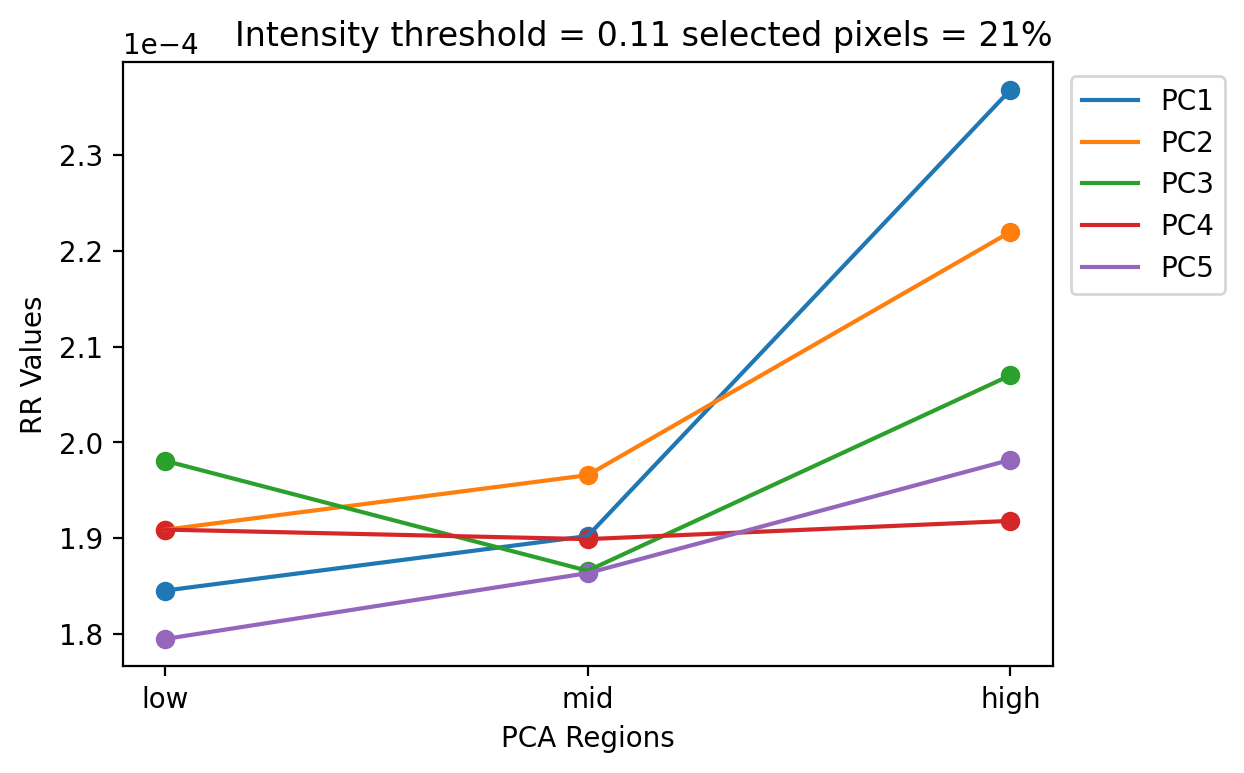 1e−4
Intensity threshold = 0.11 selected pixels = 21%
PC1
PC2
PC3
PC4
PC5
2.3
2.2
2.1
2.0
1.9
1.8
RR Values
low
mid
high
PCA Regions